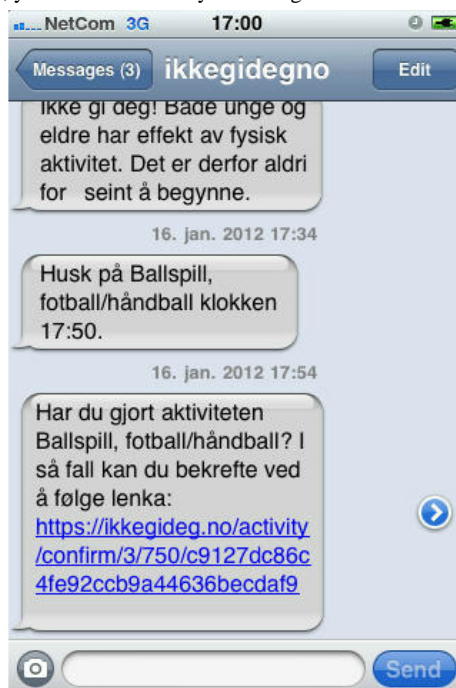 NetCom 3G 17:00
Messages (3) ikkegidegno Edit
Ikke gi deg! Både unge og
eldre har effekt av fysisk
aktivitet. Det er derfor aldri
for seint å begynne.
16. jan. 2012 17:34
Husk på Ballspill,
fotball/håndball klokken
17:50.
16. jan. 2012 17:54
Har du gjort aktiviteten
Ballspill, fotball/håndball? I
så fall kan du bekrefte ved
å følge lenka:
https://ikkegideg.no/activity
/confirm/3/750/c9127dc86c
4fe92ccb9a44636becdaf9
Send